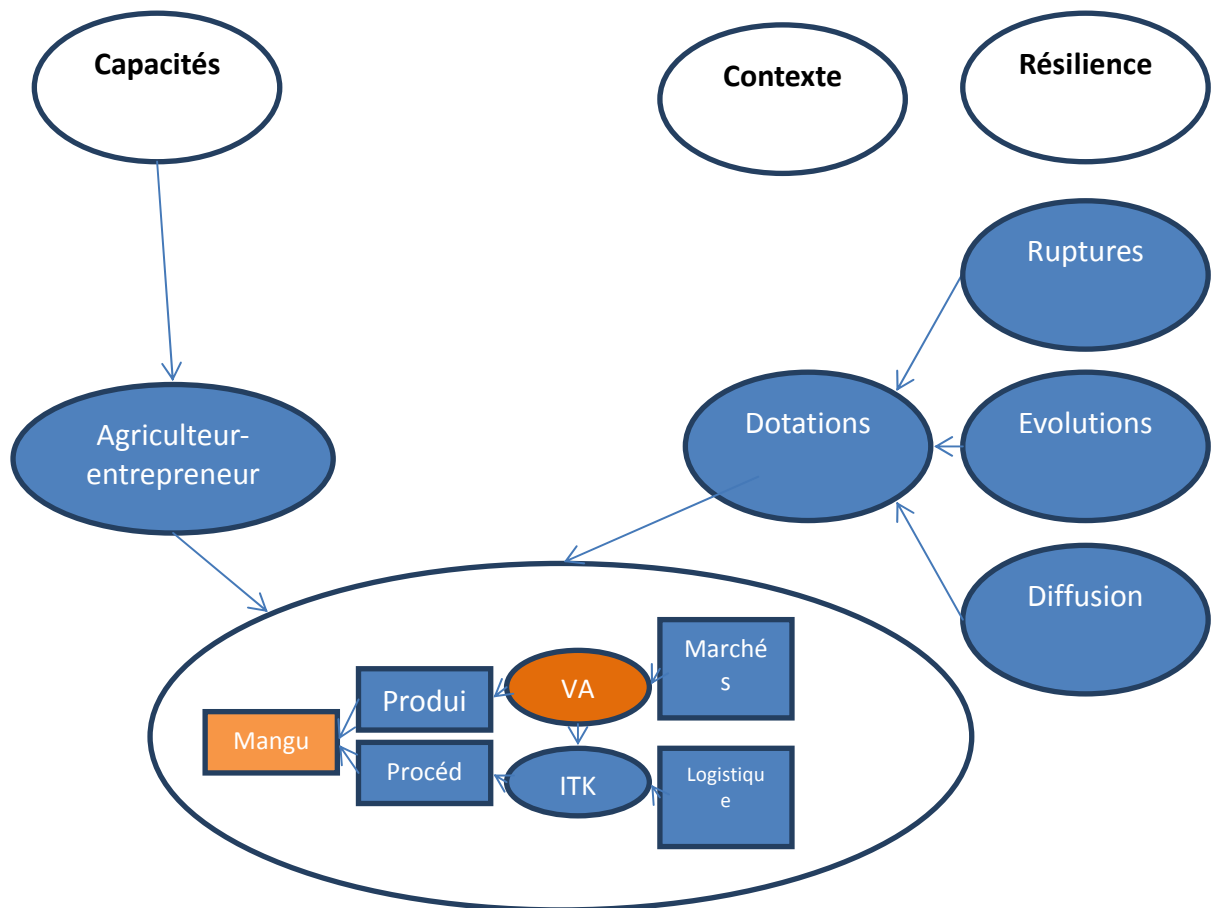 Capacités
Contexte
Résilience
Ruptures
Agriculteur-
entrepreneur
Dotations
Evolutions
Diffusion
Marché
s
VA
Produi
Mangu
Procéd
ITK
Logistiqu
e